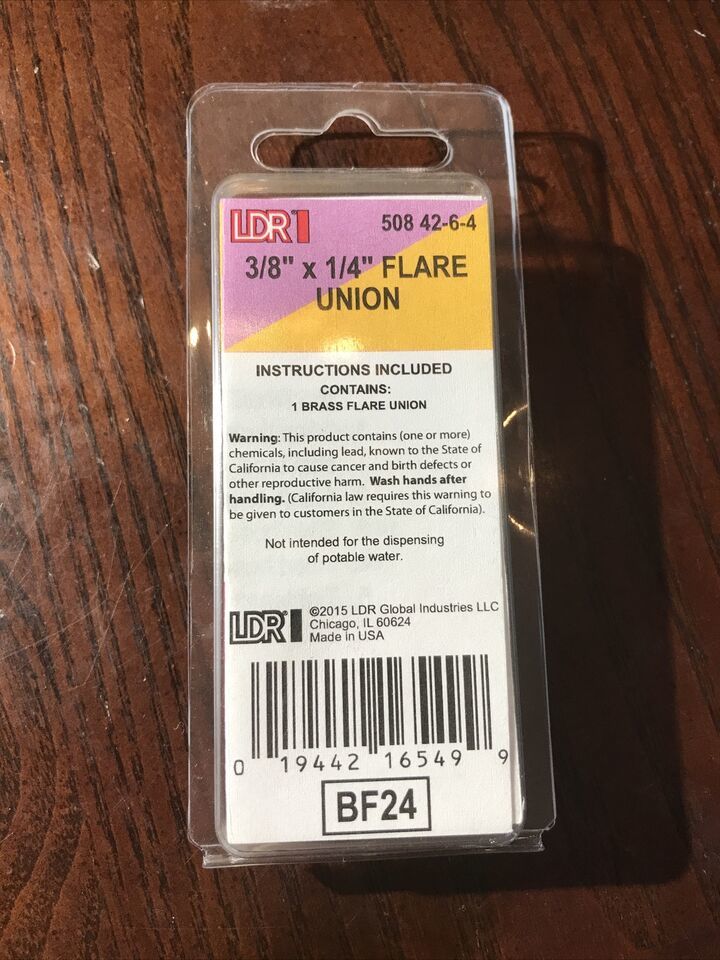 LDR® 508 42-6-4
3/8" x 1/4" FLARE
UNION
INSTRUCTIONS INCLUDED
CONTAINS:
1 BRASS FLARE UNION
Warning: This product contains (one or more)
chemicals, including lead, known to the State of
California to cause cancer and birth defects or
other reproductive harm. Wash hands after
handling. (California law requires this warning to
be given to customers in the State of California).
Not intended for the dispensing
of potable water.
LDR® ©2015 LDR Global Industries LLC
Chicago, IL 60624
Made in USA
0 19442 16549 9
BF24